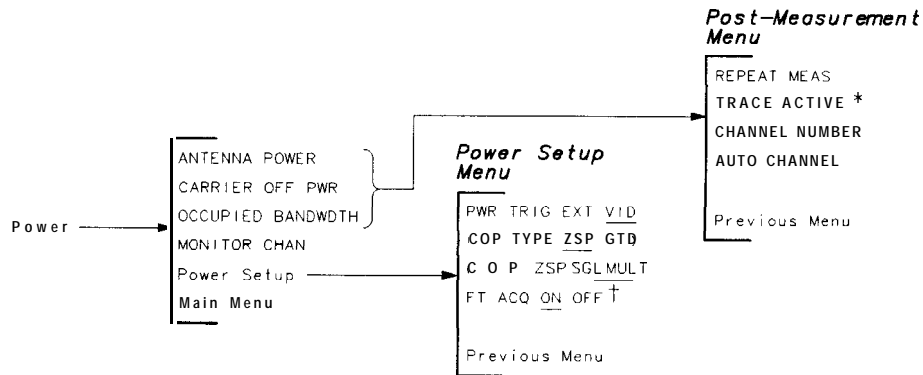 Post-Measurement
Menu
REPEAT MEAS
TRACE ACTIVE *
CHANNEL NUMBER
AUTO CHANNEL
Previous Menu
Power
ANTENNA POWER
CARRIER OFF PWR
OCCUPIED BANDWDTH
MONITOR CHAN
Power Setup
Main Menu
Power Setup
Menu
PWR TRIG EXT VID
COP TYPE ZSP GTD
COP ZSP SGL MULT
FT ACQ ON OFF †
Previous Menu